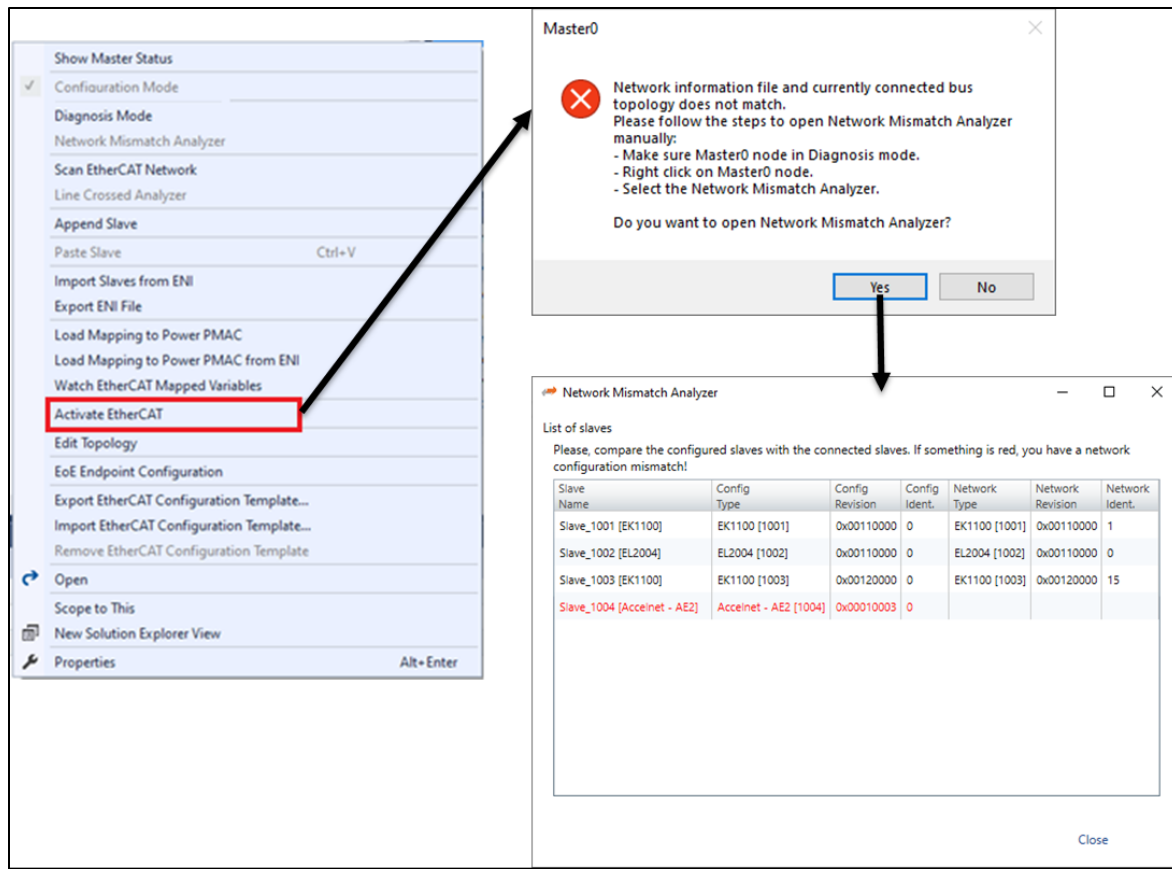 Show Master Status
Configuration Mode
Diagnosis Mode
Network Mismatch Analyzer
Scan EtherCAT Network
Line Crossed Analyzer
Append Slave
Paste Slave Ctrl+V
Import Slaves from ENI
Export ENI File
Load Mapping to Power PMAC
Load Mapping to Power PMAC from ENI
Watch EtherCAT Mapped Variables
Activate EtherCAT
Edit Topology
EoE Endpoint Configuration
Export EtherCAT Configuration Template...
Import EtherCAT Configuration Template...
Remove EtherCAT Configuration Template
Open
Scope to This
New Solution Explorer View
Properties Alt+Enter
Master0
Network information file and currently connected bus
topology does not match.
Please follow the steps to open Network Mismatch Analyzer
manually:
- Make sure Master0 node in Diagnosis mode.
- Right click on Master0 node.
- Select the Network Mismatch Analyzer.
Do you want to open Network Mismatch Analyzer?
Yes No
Network Mismatch Analyzer
List of slaves
Please, compare the configured slaves with the connected slaves. If something is red, you have a network
configuration mismatch!
Slave Config Config Config Network Network Network
Name Type Revision Ident. Type Revision Ident.
Slave_1001 [EK1100] EK1100 [1001] 0x00110000 0 EK1100 [1001] 0x00110000 1
Slave_1002 [EL2004] EL2004 [1002] 0x00110000 0 EL2004 [1002] 0x00110000 0
Slave_1003 [EK1100] EK1100 [1003] 0x00120000 0 EK1100 [1003] 0x00120000 15
Slave_1004 [Accelnet - AE2] Accelnet - AE2 [1004] 0x00010003 0
Close